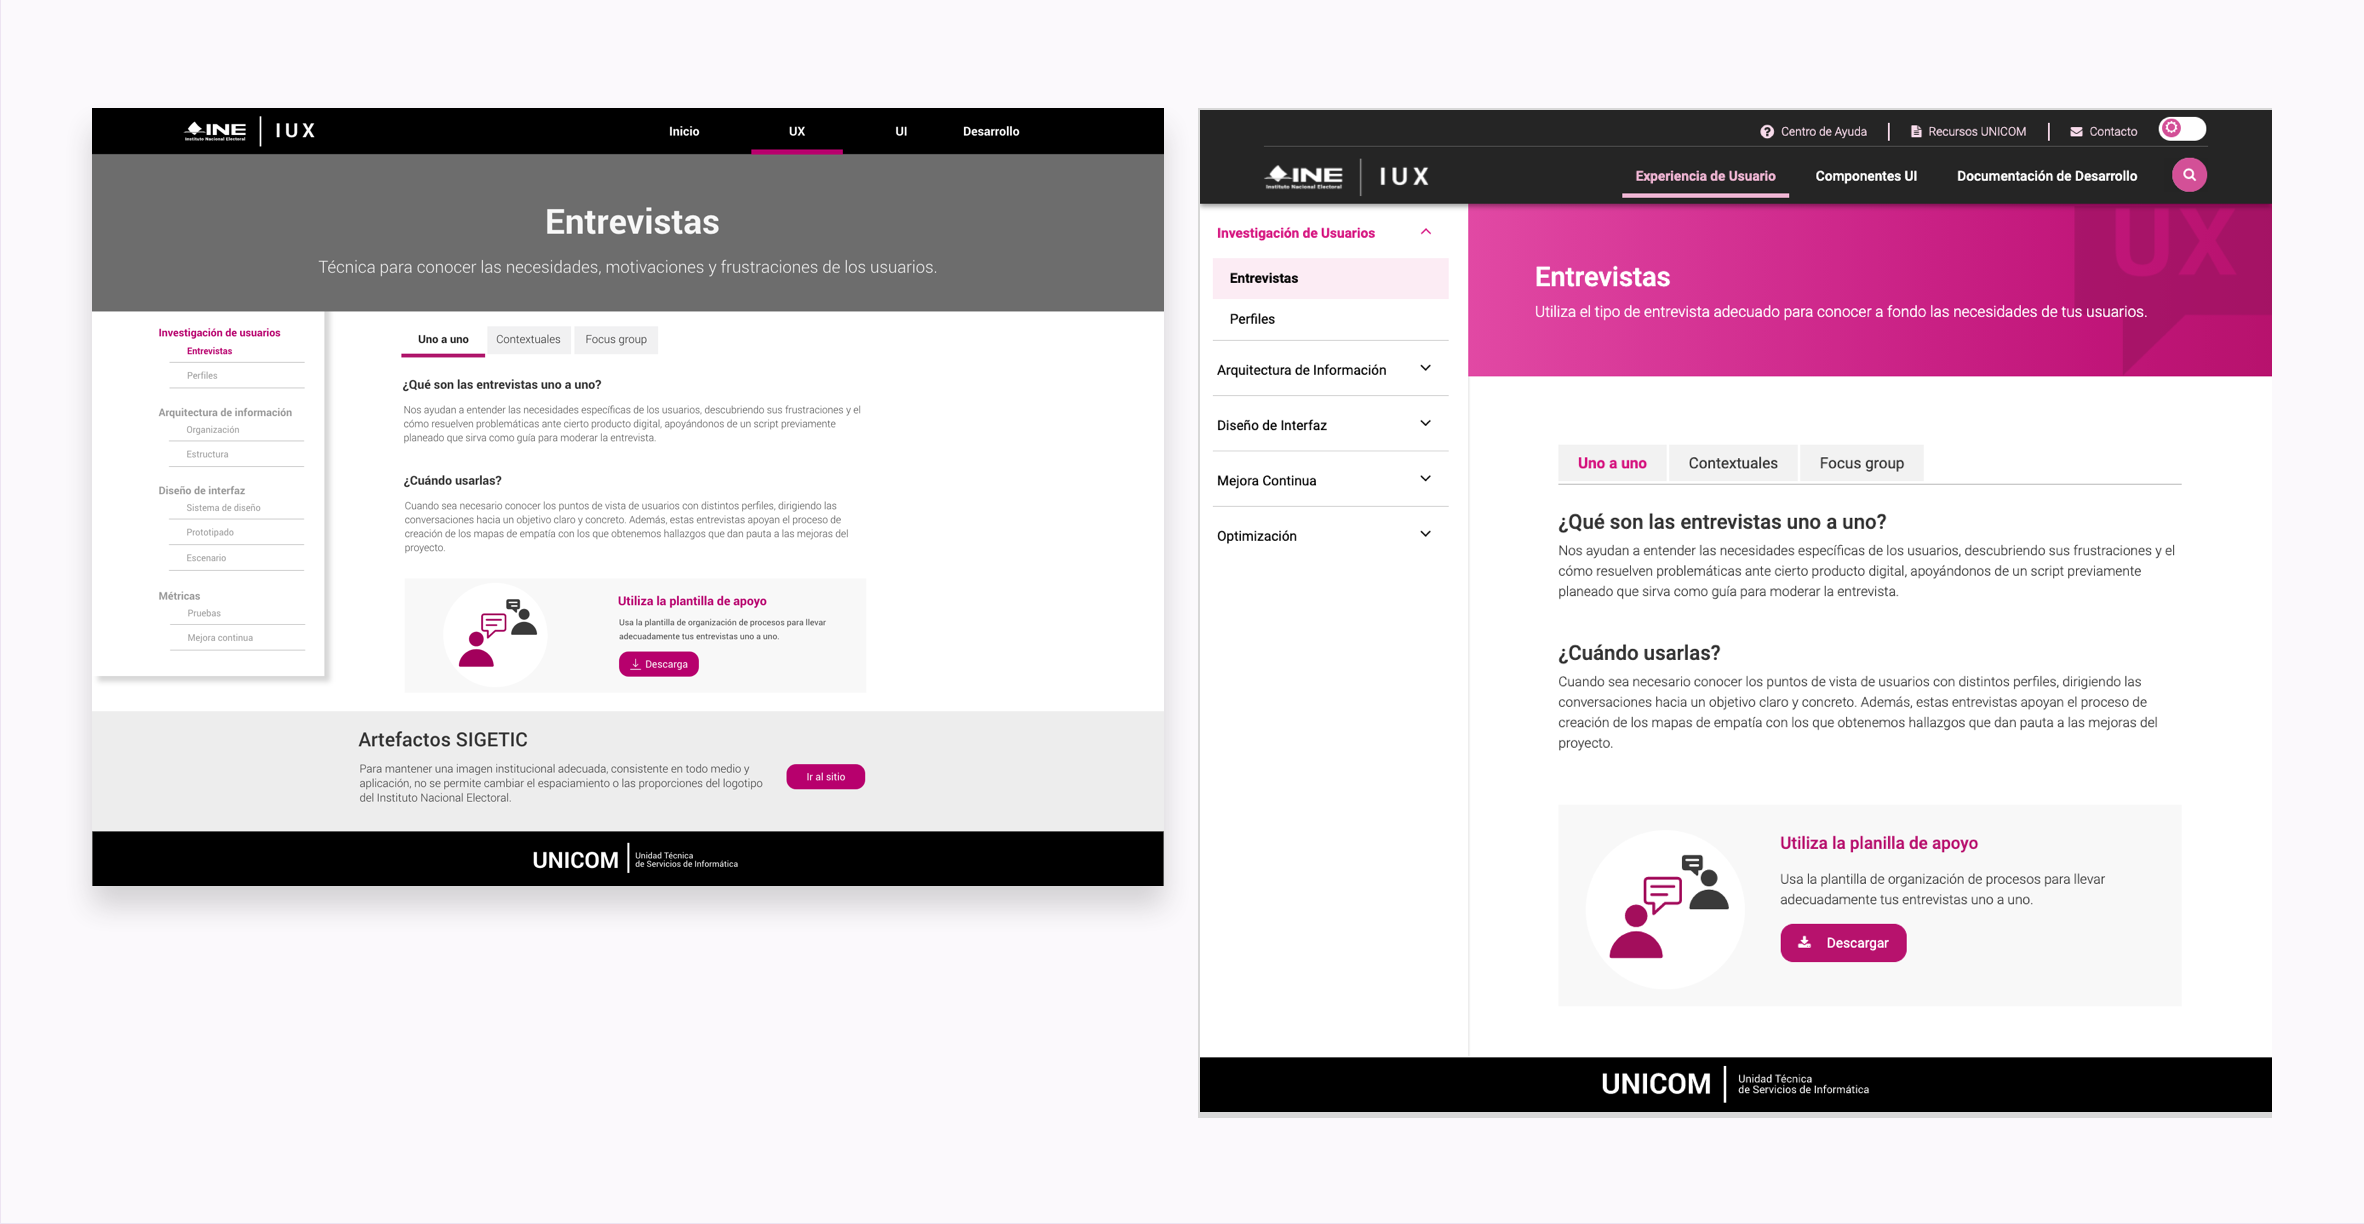 INE
Instituto Nacional Electoral
IUX
Inicio
UX
UI
Desarrollo
Entrevistas
Técnica para conocer las necesidades, motivaciones y frustraciones de los usuarios.
Investigación de usuarios
Entrevistas
Perfiles
Arquitectura de información
Organización
Estructura
Diseño de interfaz
Sistema de diseño
Prototipado
Escenario
Métricas
Pruebas
Mejora continua
Uno a uno
Contextuales
Focus group
¿Qué son las entrevistas uno a uno?
Nos ayudan a entender las necesidades específicas de los usuarios, descubriendo sus frustraciones y el
cómo resuelven problemáticas ante cierto producto digital, apoyándonos de un script previamente
planeado que sirva como guía para moderar la entrevista.
¿Cuándo usarlas?
Cuando sea necesario conocer los puntos de vista de usuarios con distintos perfiles, dirigiendo las
conversaciones hacia un objetivo claro y concreto. Además, estas entrevistas apoyan el proceso de
creación de los mapas de empatía con los que obtenemos hallazgos que dan pauta a las mejoras del
proyecto.
Utiliza la plantilla de apoyo
Usa la plantilla de organización de procesos para llevar
adecuadamente tus entrevistas uno a uno.
Descarga
Artefactos SIGETIC
Para mantener una imagen institucional adecuada, consistente en todo medio y
aplicación, no se permite cambiar el espaciamiento o las proporciones del logotipo
del Instituto Nacional Electoral.
Ir al sitio
UNICOM
Unidad Técnica
de Servicios de Informática
Centro de Ayuda
Recursos UNICOM
Contacto
INE
Instituto Nacional Electoral
IUX
Experiencia de Usuario
Componentes UI
Documentación de Desarrollo
Investigación de Usuarios
Entrevistas
Perfiles
Arquitectura de Información
Diseño de Interfaz
Mejora Continua
Optimización
UX
Entrevistas
Utiliza el tipo de entrevista adecuado para conocer a fondo las necesidades de tus usuarios.
Uno a uno
Contextuales
Focus group
¿Qué son las entrevistas uno a uno?
Nos ayudan a entender las necesidades específicas de los usuarios, descubriendo sus frustraciones y el
cómo resuelven problemáticas ante cierto producto digital, apoyándonos de un script previamente
planeado que sirva como guía para moderar la entrevista.
¿Cuándo usarlas?
Cuando sea necesario conocer los puntos de vista de usuarios con distintos perfiles, dirigiendo las
conversaciones hacia un objetivo claro y concreto. Además, estas entrevistas apoyan el proceso de
creación de los mapas de empatía con los que obtenemos hallazgos que dan pauta a las mejoras del
proyecto.
Utiliza la planilla de apoyo
Usa la plantilla de organización de procesos para llevar
adecuadamente tus entrevistas uno a uno.
Descargar
UNICOM
Unidad Técnica
de Servicios de Informática